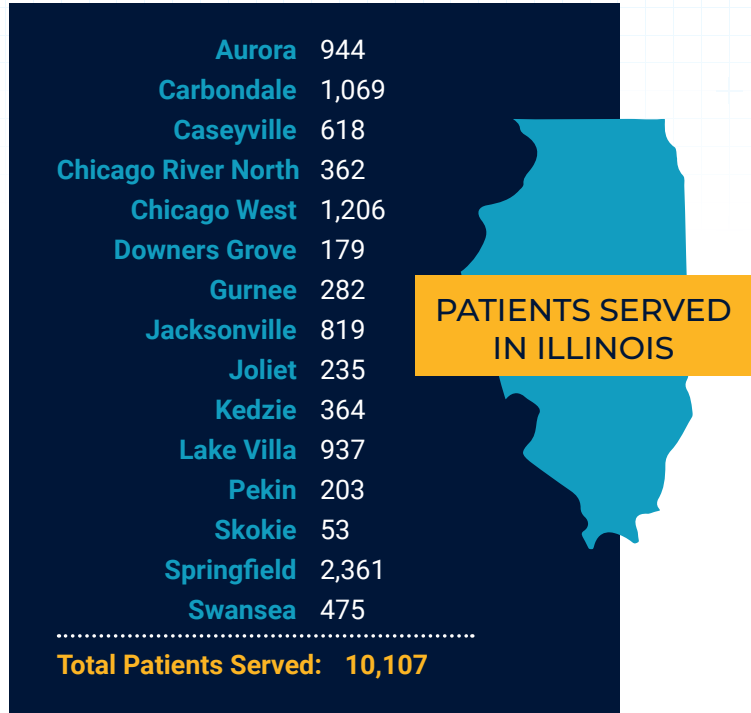 Aurora 944
Carbondale 1,069
Caseyville 618
Chicago River North 362
Chicago West 1,206
Downers Grove 179
Gurnee 282
Jacksonville 819
Joliet 235
Kedzie 364
Lake Villa 937
Pekin 203
Skokie 53
Springfield 2,361
Swansea 475
Total Patients Served: 10,107
PATIENTS SERVED
IN ILLINOIS